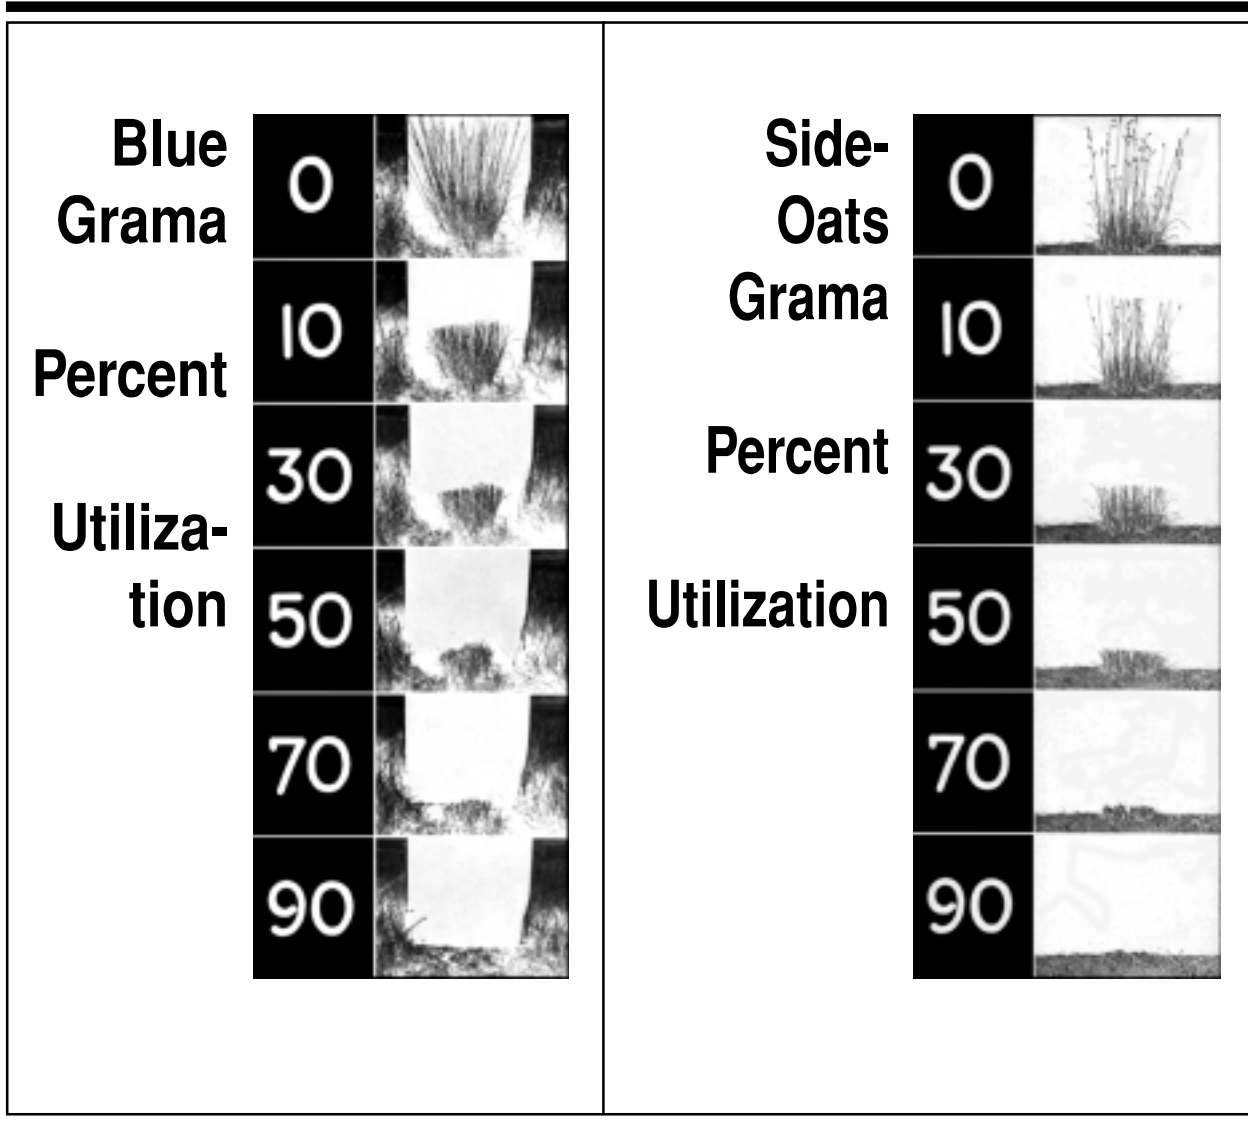 Blue
Grama
Percent
Utiliza-
tion
0
10
30
50
70
90
Side-
Oats
Grama
Percent
Utilization
0
10
30
50
70
90